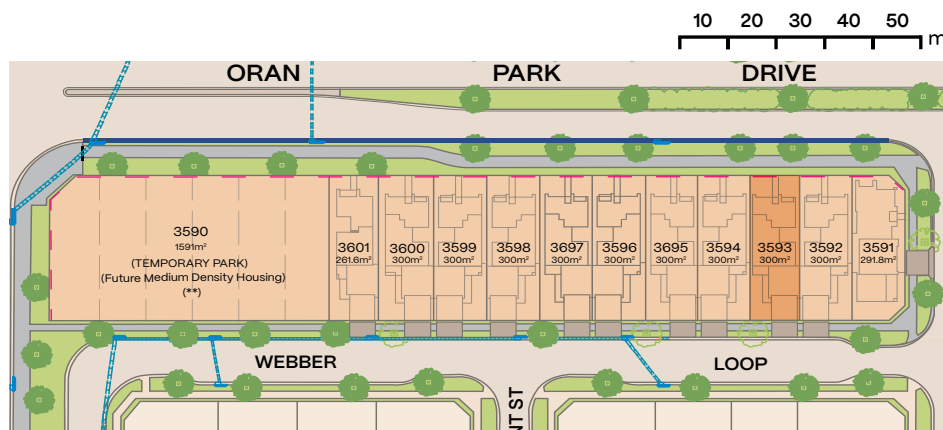 10 20 30 40 50
m
ORAN PARK DRIVE
3590
1591m²
(TEMPORARY PARK)
(Future Medium Density Housing)
(**)
3601
261.6m²
3600
300m²
3599
300m²
3598
300m²
3697
300m²
3596
300m²
3695
300m²
3594
300m²
3593
300m²
3592
300m²
3591
291.8m²
WEBBER LOOP
NT ST